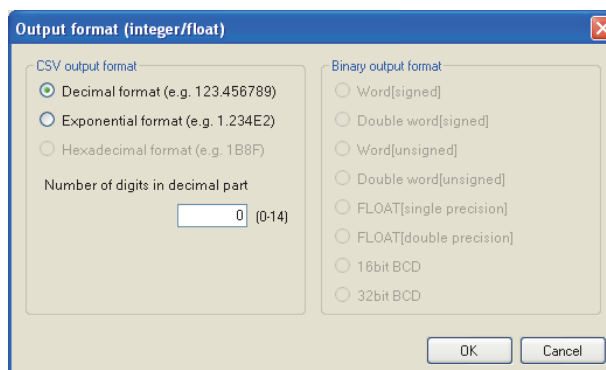 Output format (integer/float)
CSV output format
Decimal format (e.g. 123.456789)
Exponential format (e.g. 1.234E2)
Hexadecimal format (e.g. 1B8F)
Number of digits in decimal part
0 (0-14)
Binary output format
Word[signed]
Double word[signed]
Word[unsigned]
Double word[unsigned]
FLOAT[single precision]
FLOAT[double precision]
16bit BCD
32bit BCD
OK Cancel